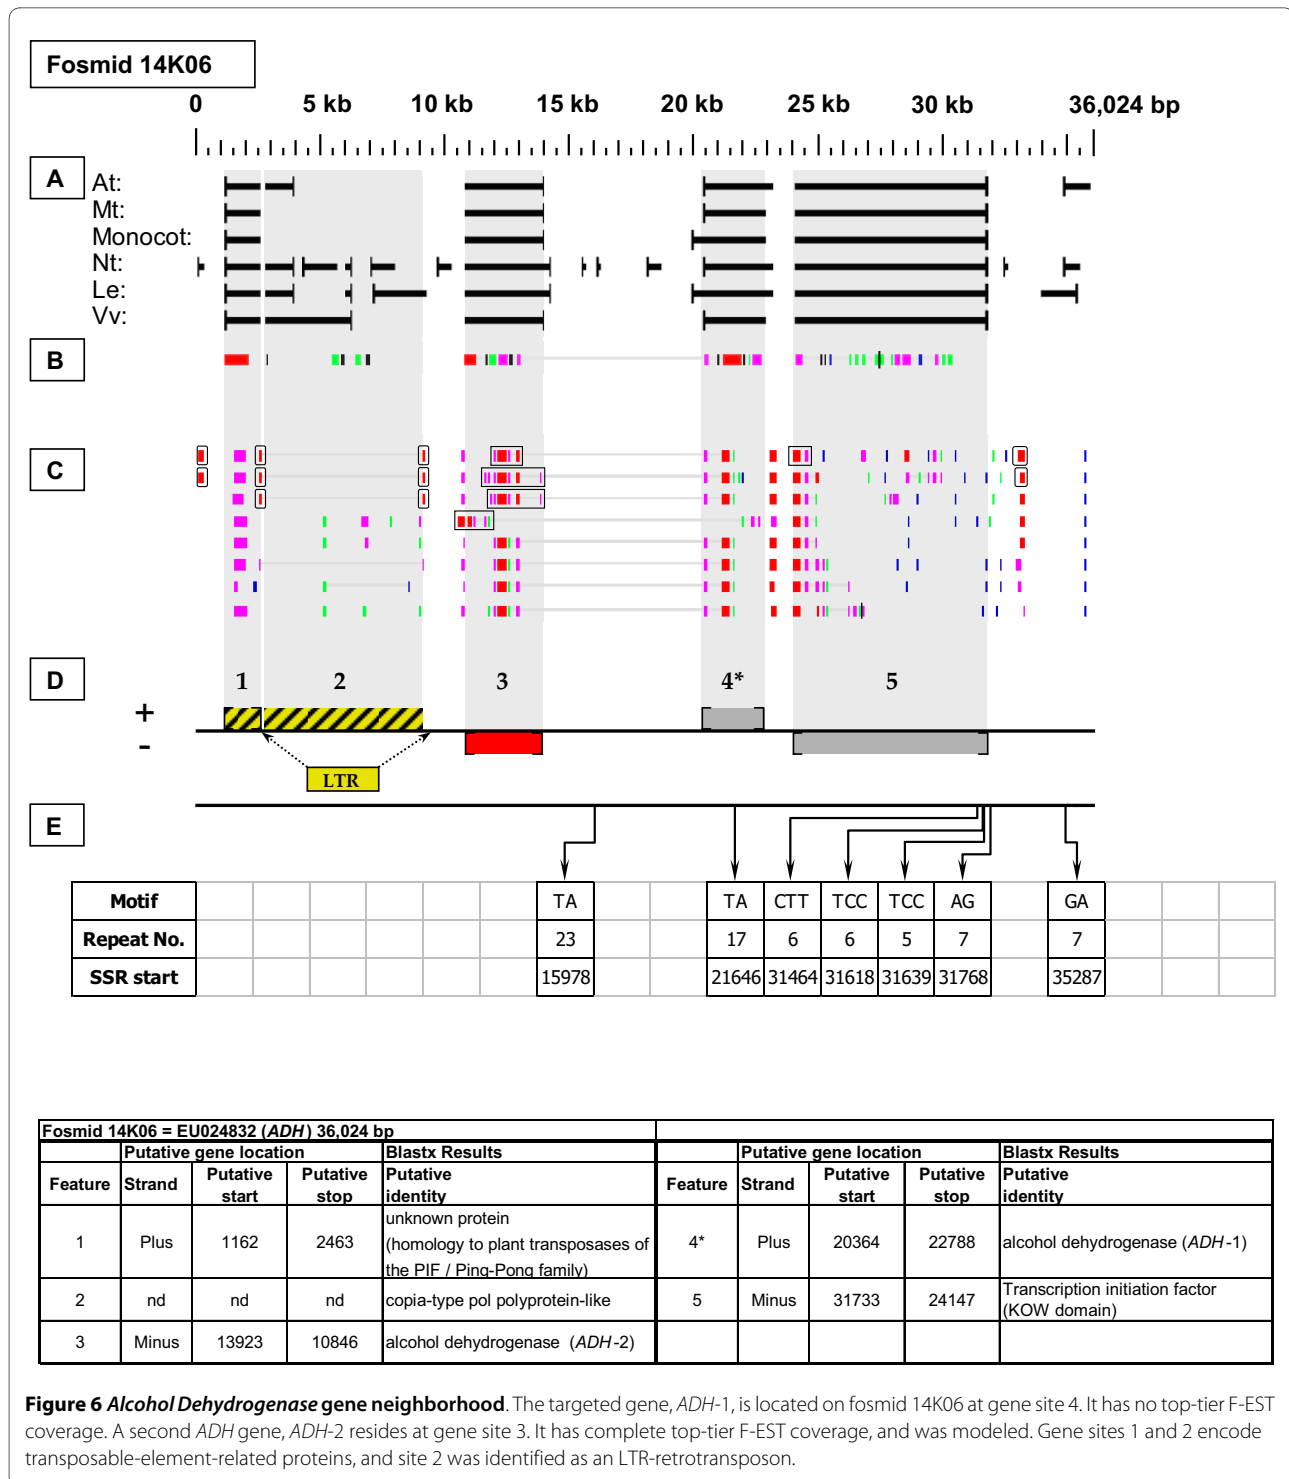 Fosmid 14K06
0 5 kb 10 kb 15 kb 20 kb 25 kb 30 kb 36,024 bp
A
At:
Mt:
Monocot:
Nt:
Le:
Vv:
B
C
D
1 2 3 4* 5
+
-
LTR
E
Motif TA TA CTT TCC TCC AG GA
Repeat No. 23 17 6 6 5 7 7
SSR start 15978 21646 31464 31618 31639 31768 35287
Fosmid 14K06 = EU024832 (ADH) 36,024 bp
Putative gene location Blastx Results Putative gene location Blastx Results
Feature Strand Putative start Putative stop Putative identity Feature Strand Putative start Putative stop Putative identity
1 Plus 1162 2463 unknown protein (homology to plant transposases of the PIF / Ping-Pong family) 4* Plus 20364 22788 alcohol dehydrogenase (ADH-1)
2 nd nd nd copia-type pol polyprotein-like 5 Minus 31733 24147 Transcription initiation factor (KOW domain)
3 Minus 13923 10846 alcohol dehydrogenase (ADH-2)
Figure 6 Alcohol Dehydrogenase gene neighborhood. The targeted gene, ADH-1, is located on fosmid 14K06 at gene site 4. It has no top-tier F-EST
coverage. A second ADH gene, ADH-2 resides at gene site 3. It has complete top-tier F-EST coverage, and was modeled. Gene sites 1 and 2 encode
transposable-element-related proteins, and site 2 was identified as an LTR-retrotransposon.